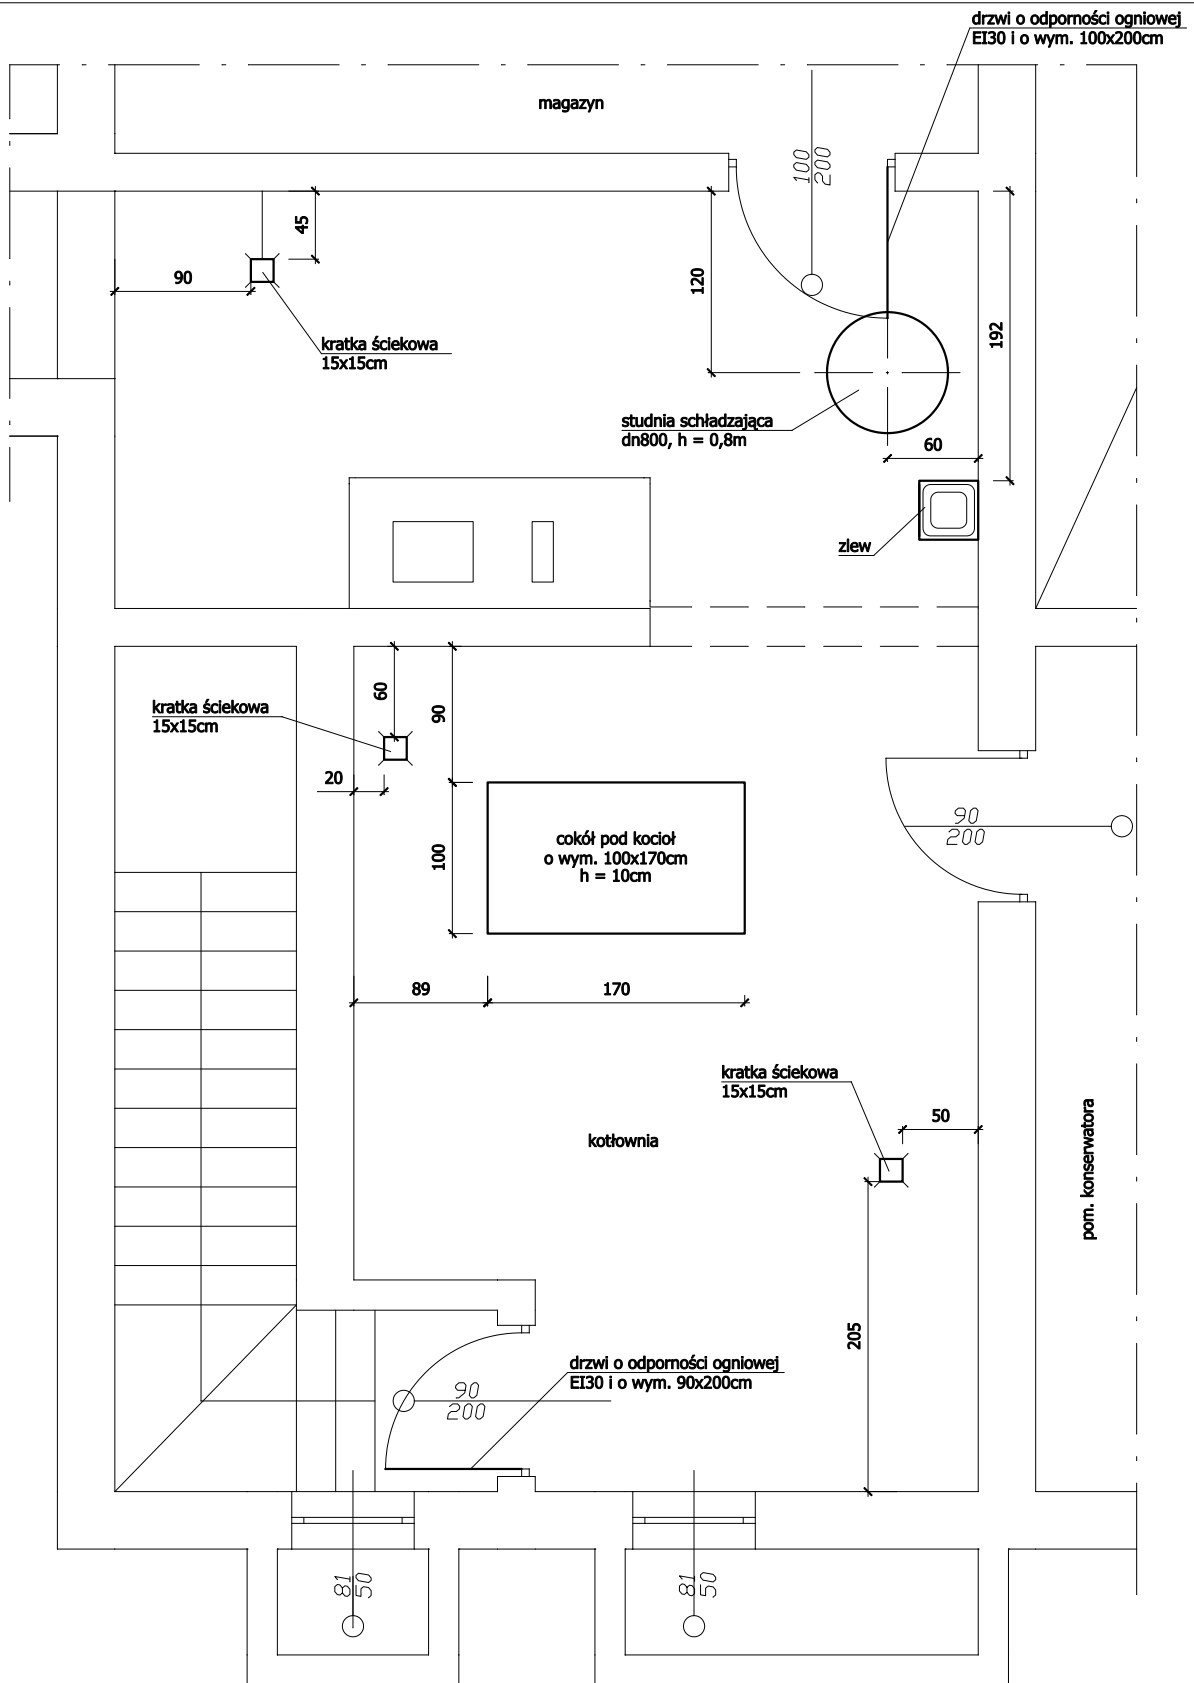 drzwi o odporności ogniowej
EI30 i o wym. 100x200cm
magazyn
100
200
45
90
120
192
kratka ściekowa
15x15cm
studnia schładzająca
dn800, h = 0,8m
60
zlew
60
90
kratka ściekowa
15x15cm
20
100
cokół pod kocioł
o wym. 100x170cm
h = 10cm
90
200
89
170
kratka ściekowa
15x15cm
50
kotłownia
pom. konserwatora
205
drzwi o odporności ogniowej
EI30 i o wym. 90x200cm
90
200
81
50
81
50